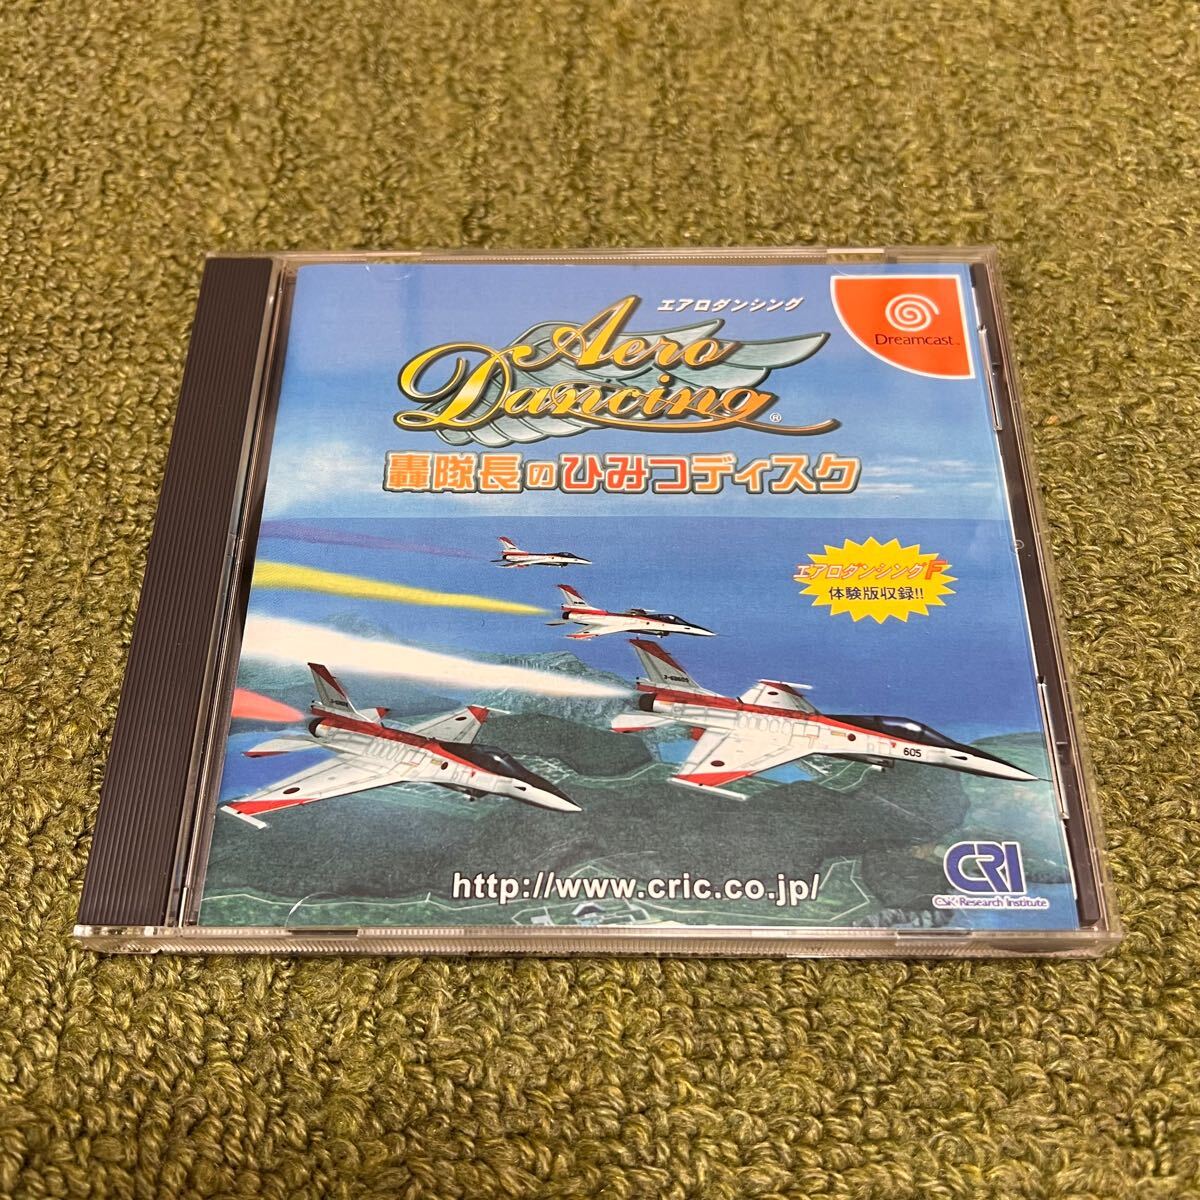 エアロダンシング
Aero
Dancing®
Dreamcast™
轟隊長のひみつディスク
エアロダンシングF
体験版収録!!
605
http://www.cric.co.jp/
CRI
CSK Research Institute